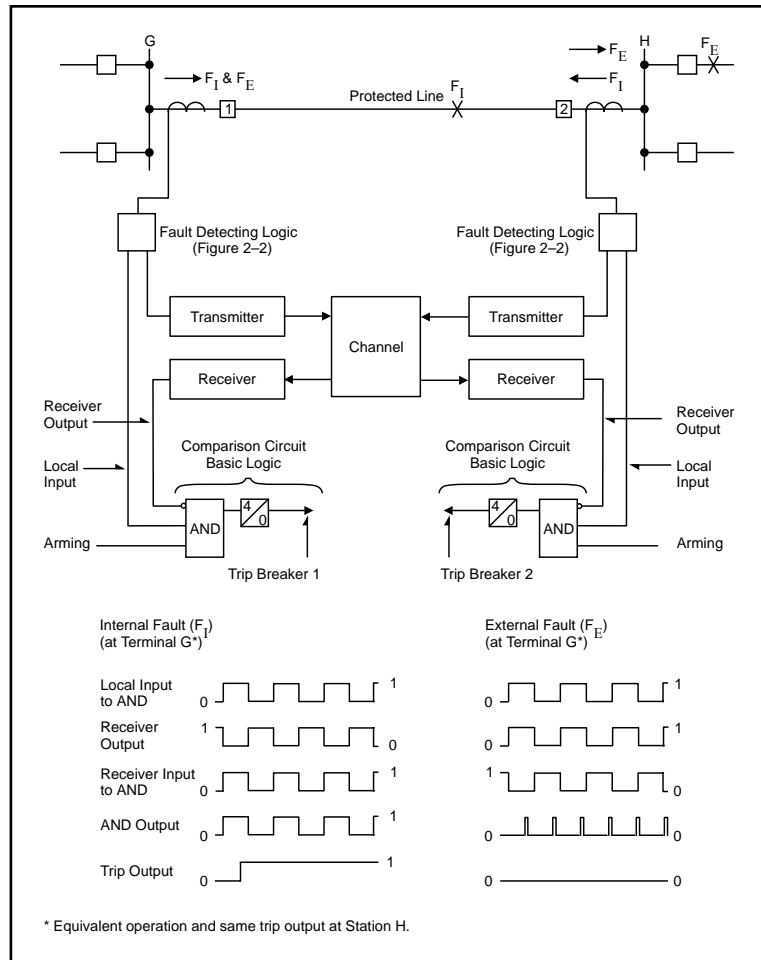 G
H
F_E
F_I & F_E
F_E
F_I
F_I
Protected Line
1
2
Fault Detecting Logic
(Figure 2–2)
Fault Detecting Logic
(Figure 2–2)
Transmitter
Transmitter
Channel
Receiver
Receiver
Receiver
Output
Receiver
Output
Comparison Circuit
Basic Logic
Comparison Circuit
Basic Logic
Local
Input
Local
Input
AND
4
0
4
0
AND
Arming
Arming
Trip Breaker 1
Trip Breaker 2
Internal Fault (F_I)
(at Terminal G*)
External Fault (F_E)
(at Terminal G*)
Local Input
to AND
0
1
0
1
Receiver
Output
1
0
0
1
Receiver Input
to AND
0
1
1
0
AND Output
0
1
0
0
Trip Output
0
1
0
0
* Equivalent operation and same trip output at Station H.